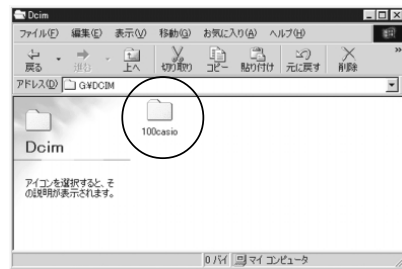 Dcim
ファイル(F) 編集(E) 表示(V) 移動(G) お気に入り(A) ヘルプ(H)
戻る 進む 上へ 切り取り コピー 貼り付け 元に戻す 削除 »
アドレス(D) G:¥DCIM
100casio
Dcim
アイコンを選択すると、そ
の説明が表示されます。
0 バイ マイ コンピュータ